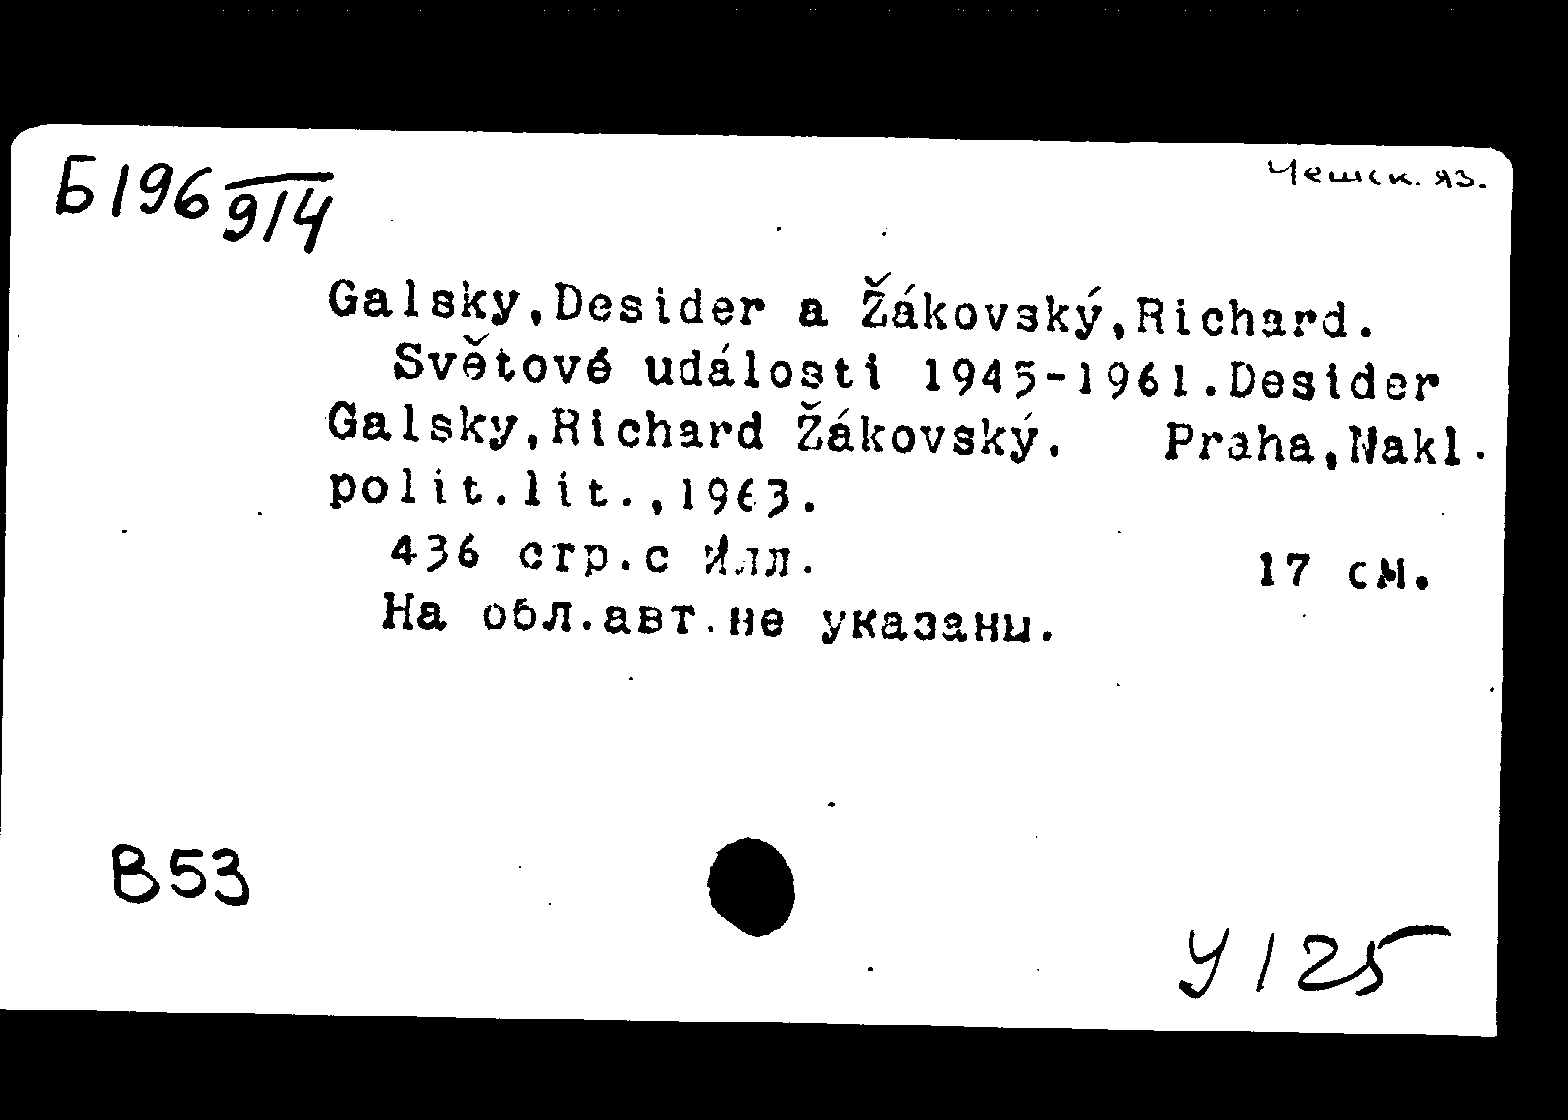 Б196 914
Чешск. яз.
Galsky,Desider a Žákovský,Richard.
Světové události 1945-1961.Desider
Galsky,Richard Žákovský. Praha,Nakl.
polit.lit.,1963.
436 стр.с илл. 17 см.
На обл.авт.не указаны.
В53
У125